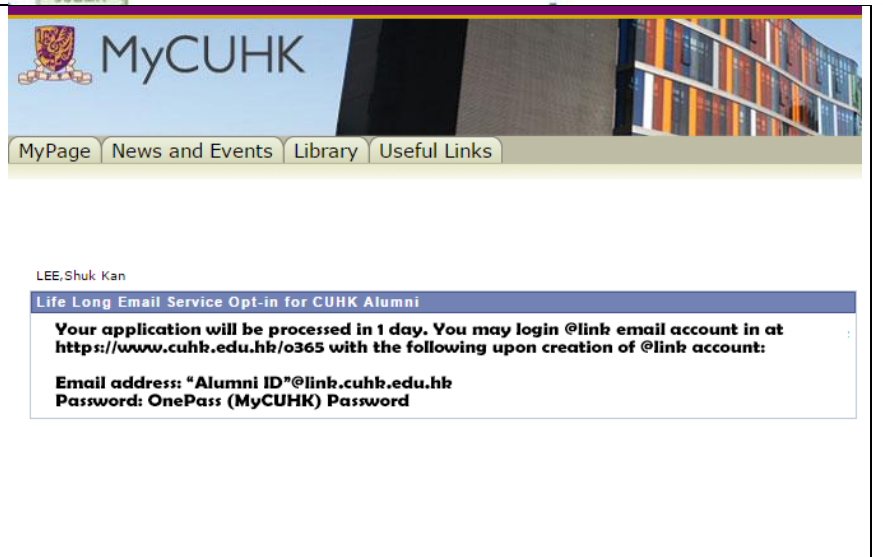 MyCUHK
MyPage News and Events Library Useful Links
LEE,Shuk Kan
Life Long Email Service Opt-in for CUHK Alumni
Your application will be processed in 1 day. You may login @link email account in at
https://www.cuhk.edu.hk/o365 with the following upon creation of @link account:
Email address: “Alumni ID”@link.cuhk.edu.hk
Password: OnePass (MyCUHK) Password